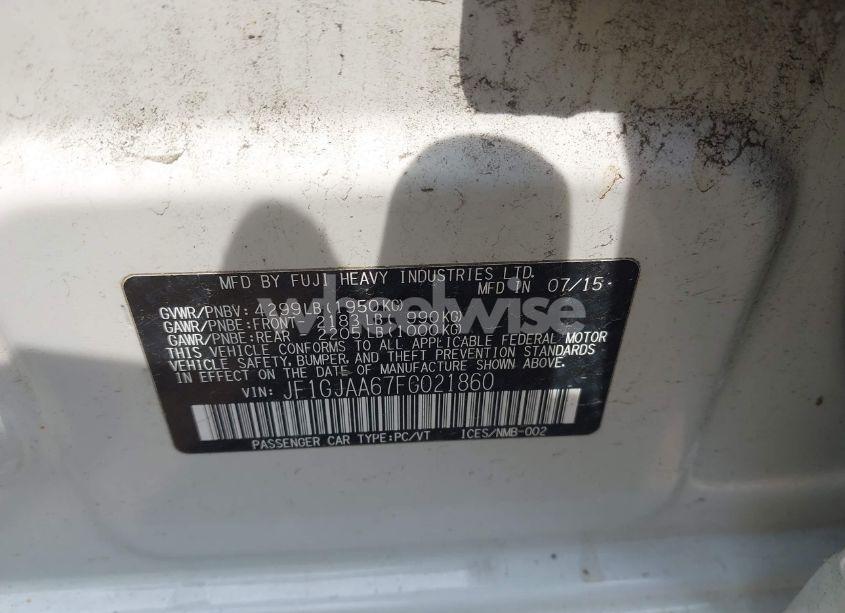 MFD BY FUJI HEAVY INDUSTRIES LTD.
MFD IN 07/15
GVWR/PNBV: 4299LB(1950KG)
GAWR/PNBE:FRONT 2183LB( 990KG)
GAWR/PNBE:REAR 2205LB(1000KG)
THIS VEHICLE CONFORMS TO ALL APPLICABLE FEDERAL MOTOR
VEHICLE SAFETY, BUMPER, AND THEFT PREVENTION STANDARDS
IN EFFECT ON THE DATE OF MANUFACTURE SHOWN ABOVE.
VIN: JF1GJAA67FG021860
PASSENGER CAR TYPE:PC/VT ICES/NMB-002
wheelwise